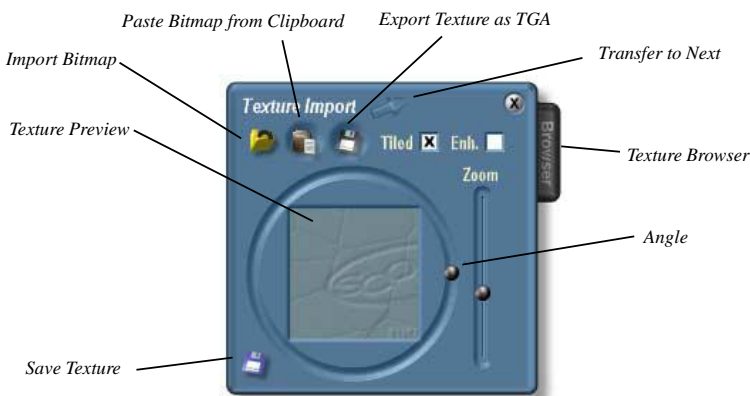 Paste Bitmap from Clipboard
Export Texture as TGA
Import Bitmap
Transfer to Next
Texture Import
X
Texture Preview
Tiled X Enh.
Browser
Texture Browser
Zoom
Angle
Save Texture